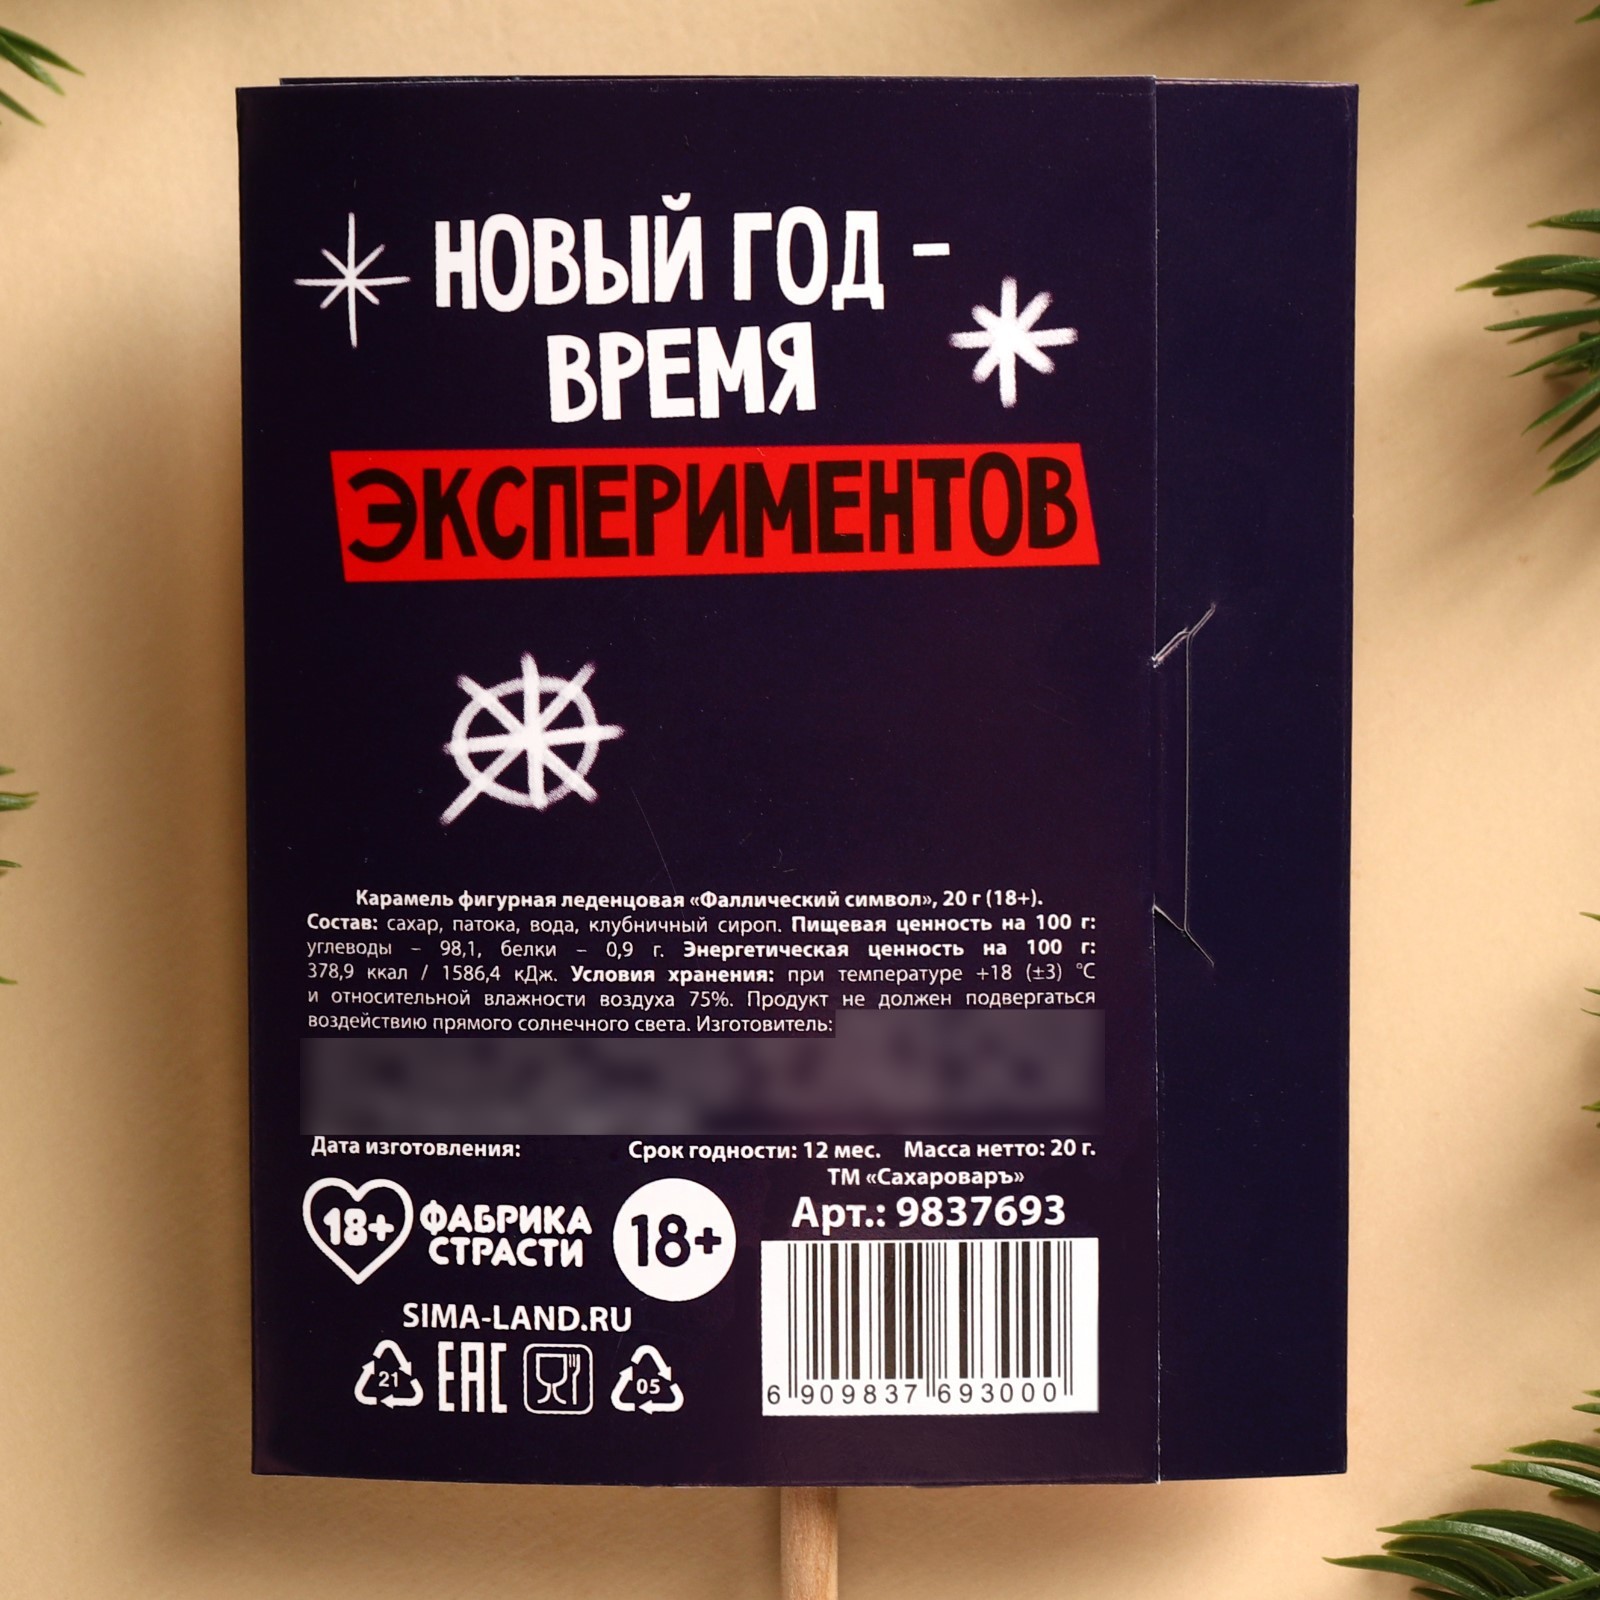 НОВЫЙ ГОД –
ВРЕМЯ
ЭКСПЕРИМЕНТОВ
Карамель фигурная леденцовая «Фаллический символ», 20 г (18+).
Состав: сахар, патока, вода, клубничный сироп. Пищевая ценность на 100 г:
углеводы – 98,1, белки – 0,9 г. Энергетическая ценность на 100 г:
378,9 ккал / 1586,4 кДж. Условия хранения: при температуре +18 (±3) °С
и относительной влажности воздуха 75%. Продукт не должен подвергаться
воздействию прямого солнечного света. Изготовитель:
Дата изготовления: Срок годности: 12 мес. Масса нетто: 20 г.
ТМ «Сахароваръ»
Арт.: 9837693
18+ ФАБРИКА
СТРАСТИ
18+
SIMA-LAND.RU
21 EAC 05
6 909837 693000